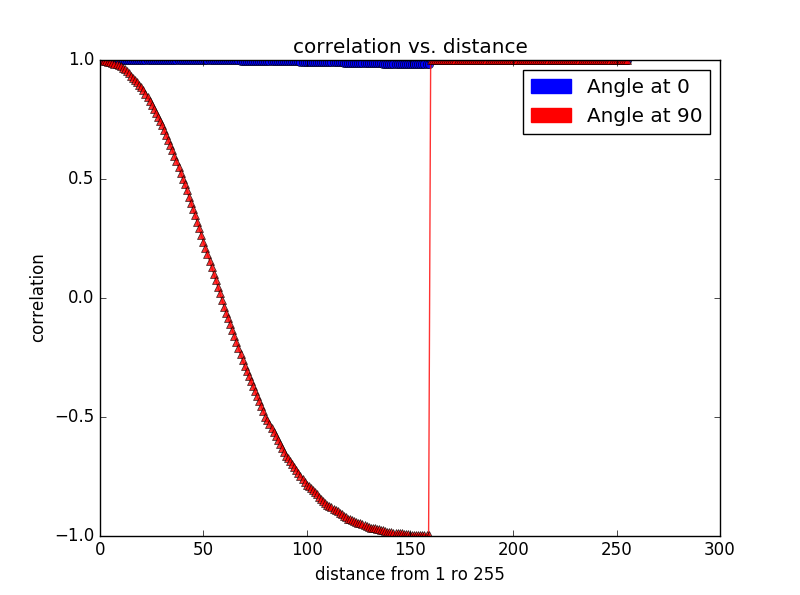 correlation vs. distance
1.0
0.5
0.0
−0.5
−1.0
correlation
Angle at 0
Angle at 90
0 50 100 150 200 250 300
distance from 1 ro 255